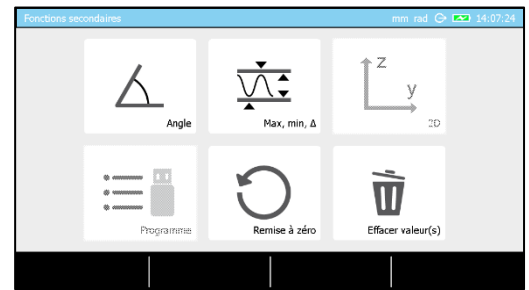 Fonctions secondaires mm rad 14:07:24
Z
y
Angle Max, min, Δ 2D
Programme Remise à zéro Effacer valeur(s)